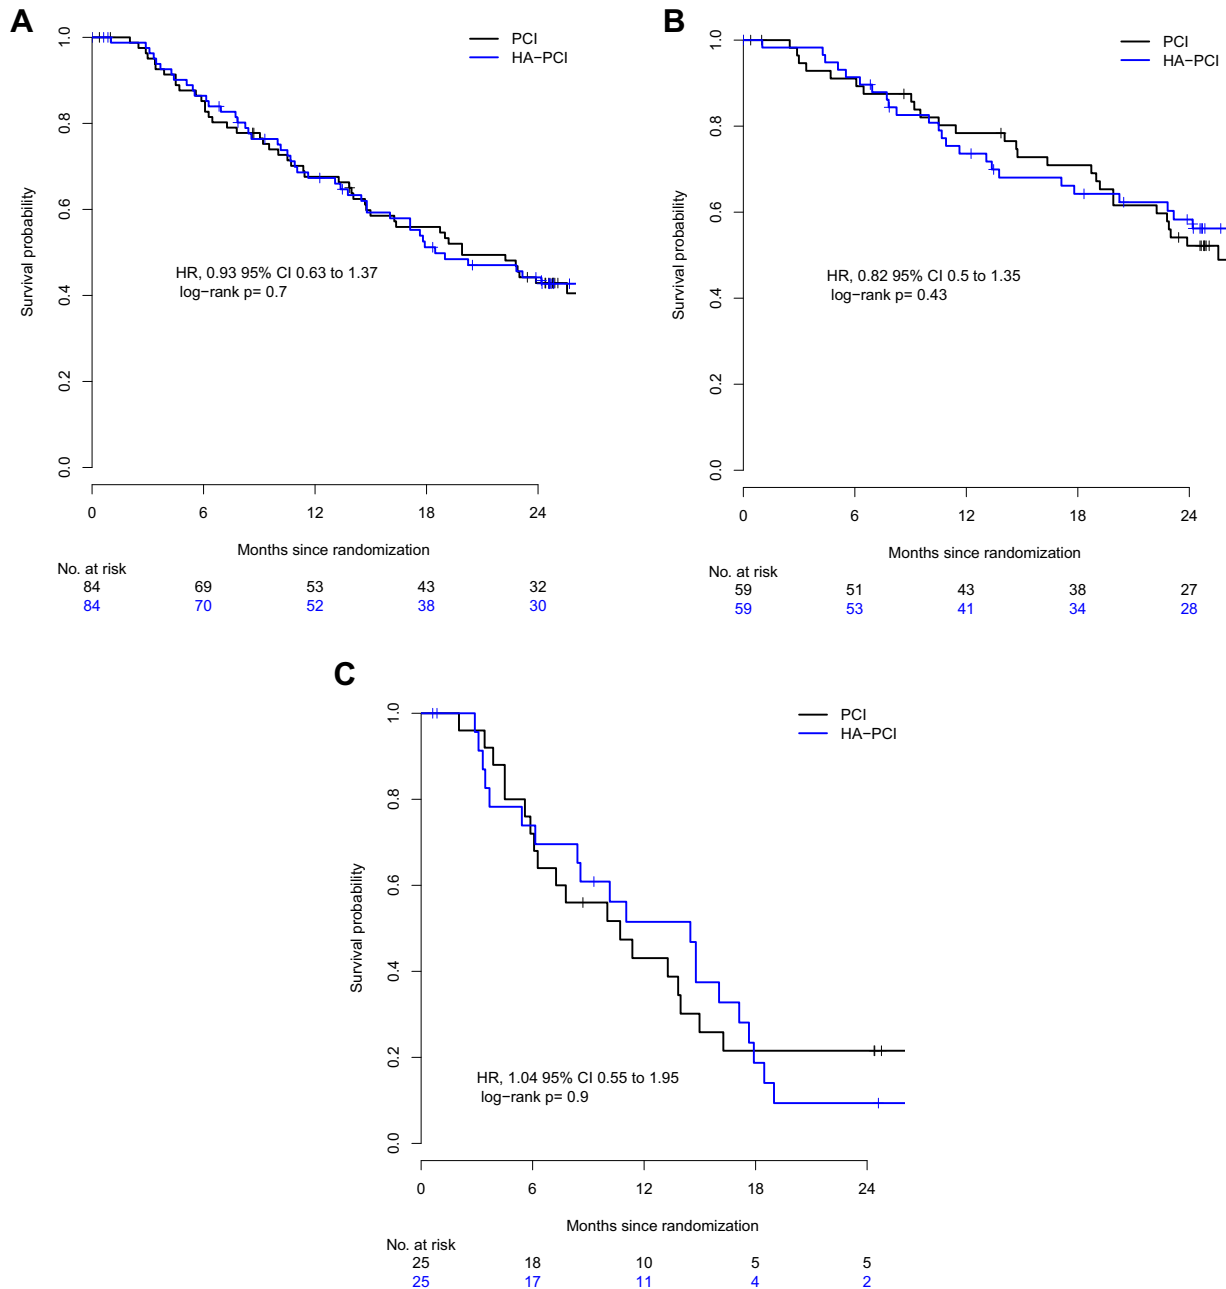 A
PCI
HA−PCI
Survival probability
1.0
0.8
0.6
0.4
0.2
0.0
HR, 0.93 95% CI 0.63 to 1.37
log−rank p= 0.7
0 6 12 18 24
Months since randomization
No. at risk
84 69 53 43 32
84 70 52 38 30
B
PCI
HA−PCI
Survival probability
1.0
0.8
0.6
0.4
0.2
0.0
HR, 0.82 95% CI 0.5 to 1.35
log−rank p= 0.43
0 6 12 18 24
Months since randomization
No. at risk
59 51 43 38 27
59 53 41 34 28
C
PCI
HA−PCI
Survival probability
1.0
0.8
0.6
0.4
0.2
0.0
HR, 1.04 95% CI 0.55 to 1.95
log−rank p= 0.9
0 6 12 18 24
Months since randomization
No. at risk
25 18 10 5 5
25 17 11 4 2